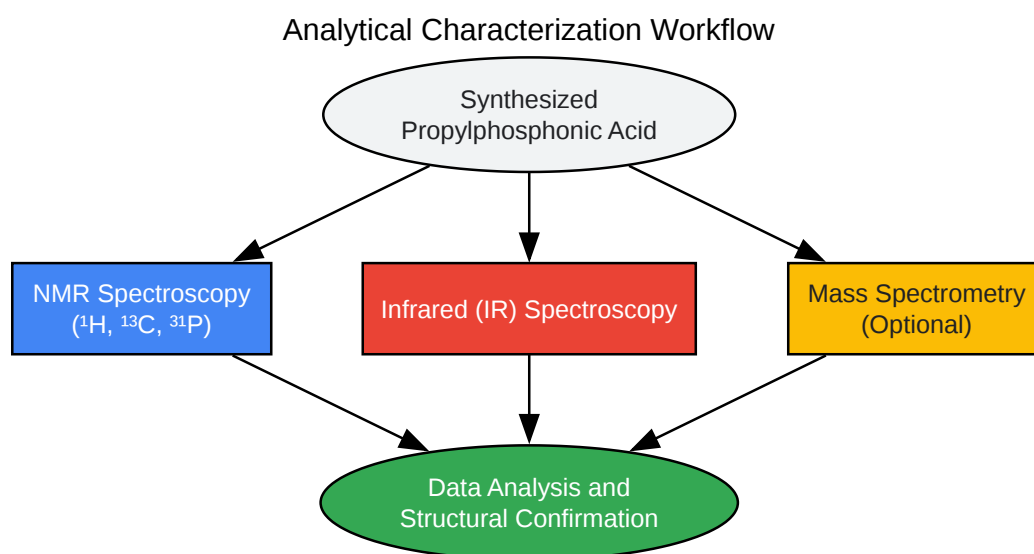 Analytical Characterization Workflow
Synthesized
Propylphosphonic Acid
NMR Spectroscopy
(¹H, ¹³C, ³¹P)
Infrared (IR) Spectroscopy
Mass Spectrometry
(Optional)
Data Analysis and
Structural Confirmation